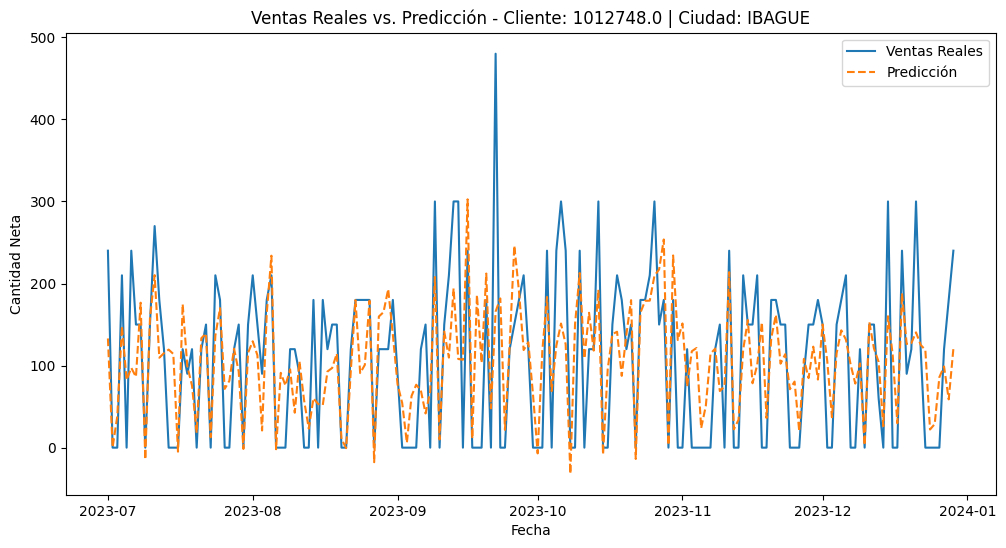 Ventas Reales vs. Predicción - Cliente: 1012748.0 | Ciudad: IBAGUE
Ventas Reales
Predicción
Cantidad Neta
500
400
300
200
100
0
2023-07
2023-08
2023-09
2023-10
2023-11
2023-12
2024-01
Fecha